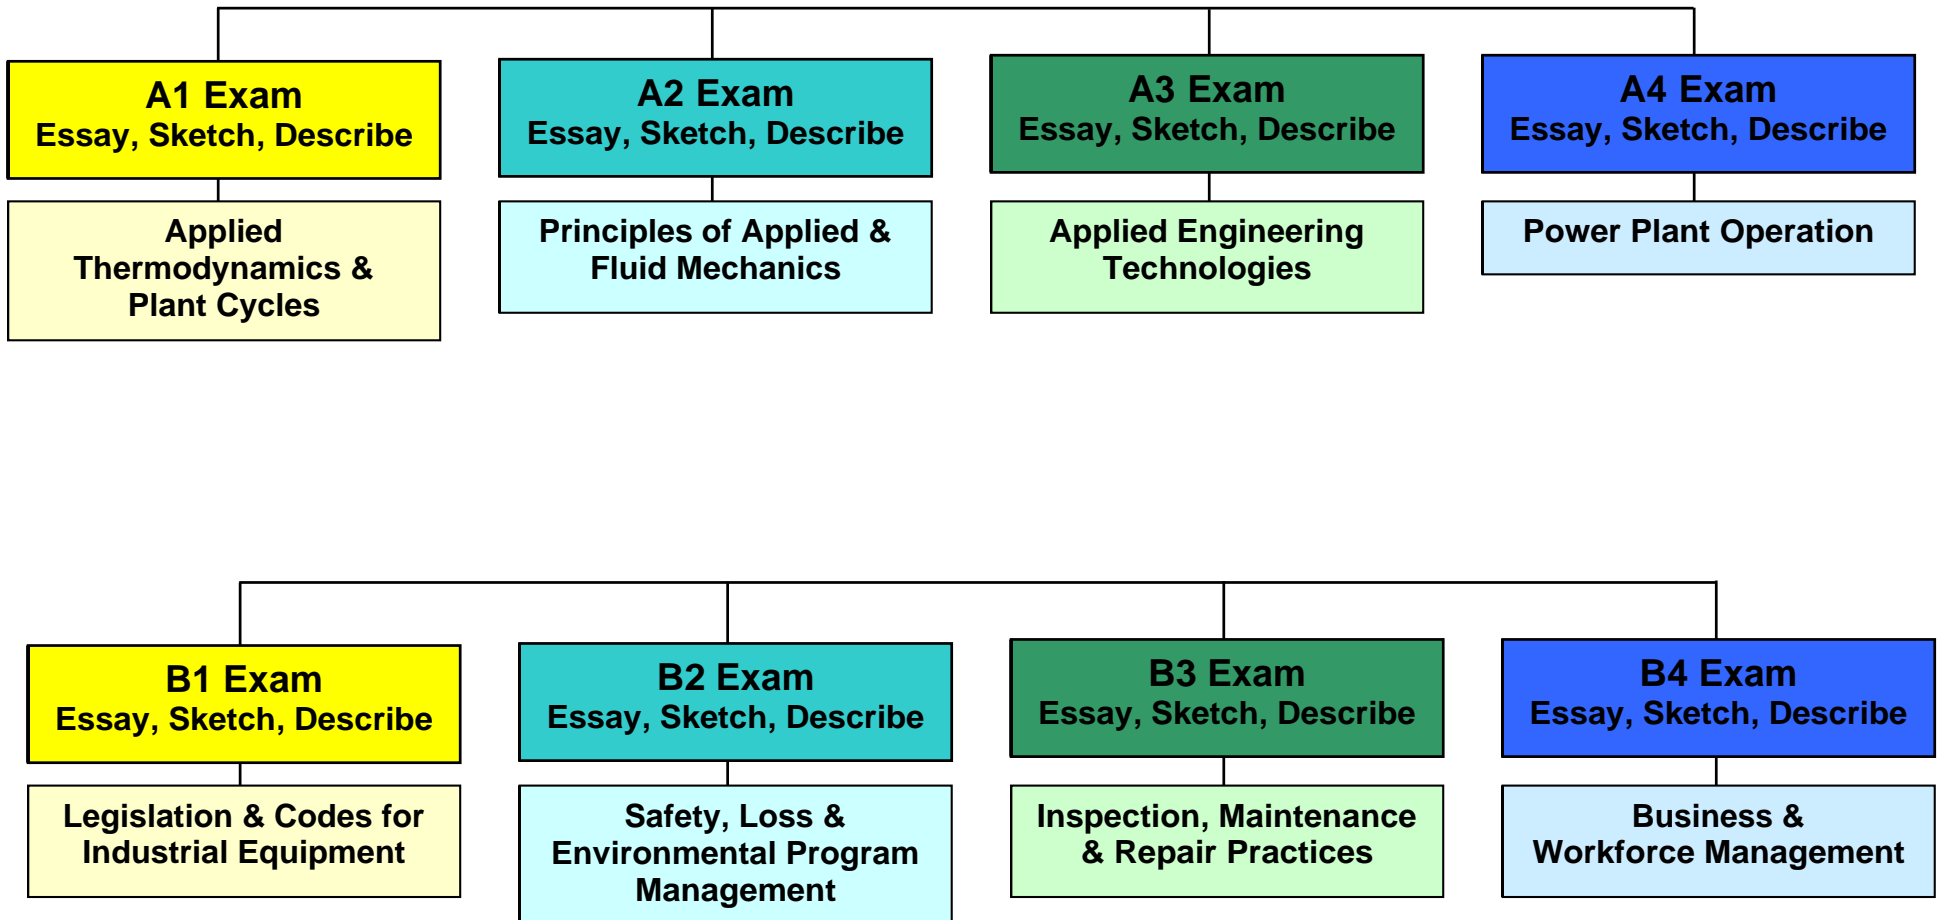 A1 Exam
Essay, Sketch, Describe
Applied
Thermodynamics &
Plant Cycles
A2 Exam
Essay, Sketch, Describe
Principles of Applied &
Fluid Mechanics
A3 Exam
Essay, Sketch, Describe
Applied Engineering
Technologies
A4 Exam
Essay, Sketch, Describe
Power Plant Operation
B1 Exam
Essay, Sketch, Describe
Legislation & Codes for
Industrial Equipment
B2 Exam
Essay, Sketch, Describe
Safety, Loss &
Environmental Program
Management
B3 Exam
Essay, Sketch, Describe
Inspection, Maintenance
& Repair Practices
B4 Exam
Essay, Sketch, Describe
Business &
Workforce Management